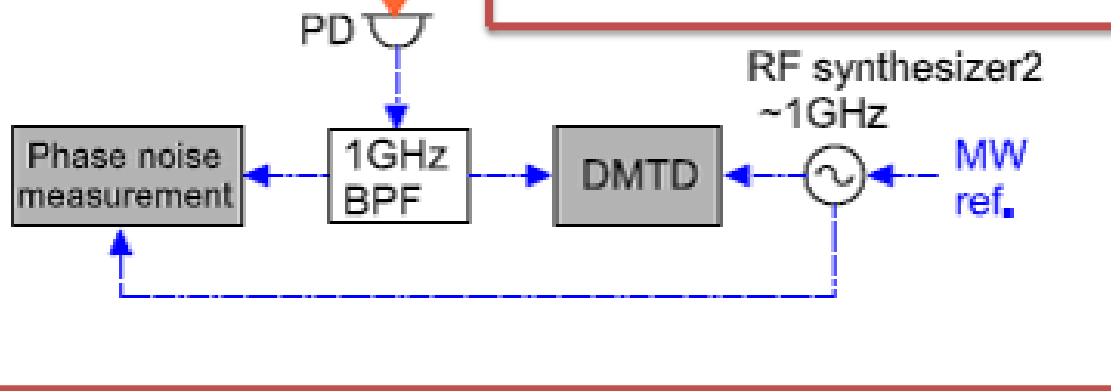 PD
RF synthesizer2
~1GHz
Phase noise
measurement
1GHz
BPF
DMTD
MW
ref.